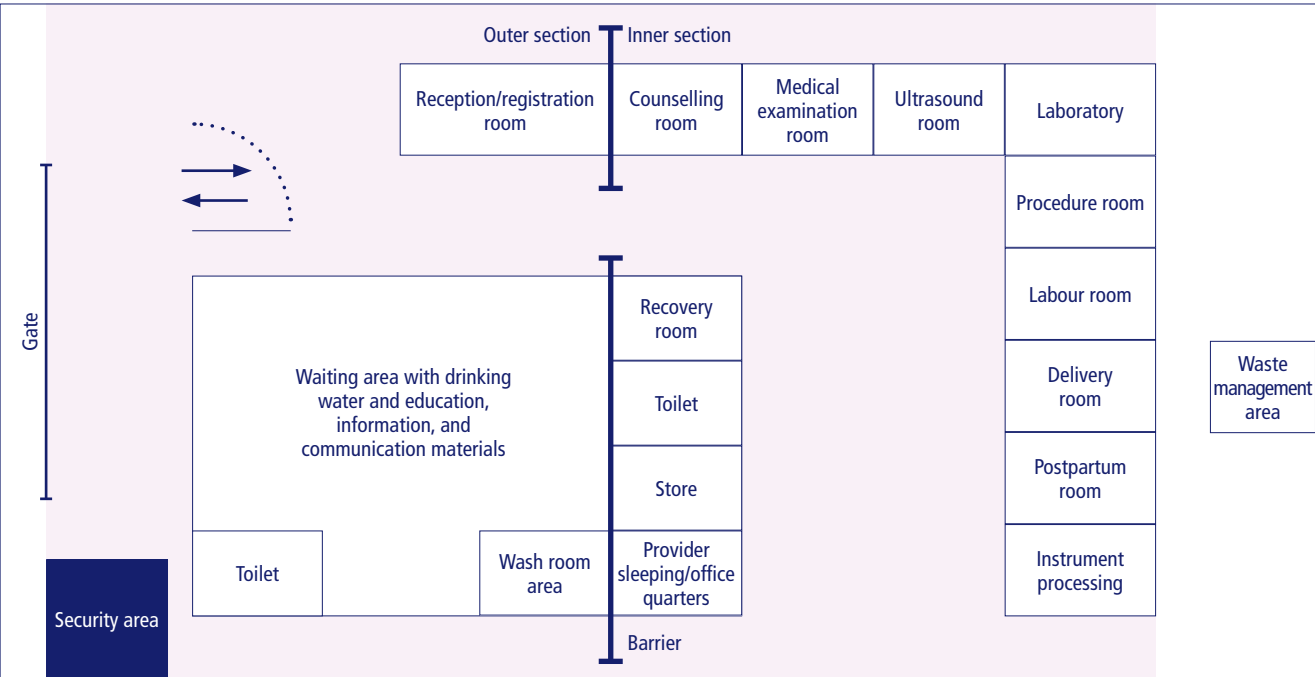 Outer section
Inner section
Reception/registration
room
Counselling
room
Medical
examination
room
Ultrasound
room
Laboratory
Procedure room
Labour room
Delivery
room
Postpartum
room
Instrument
processing
Waste
management
area
Gate
Waiting area with drinking
water and education,
information, and
communication materials
Recovery
room
Toilet
Store
Toilet
Wash room
area
Provider
sleeping/office
quarters
Security area
Barrier